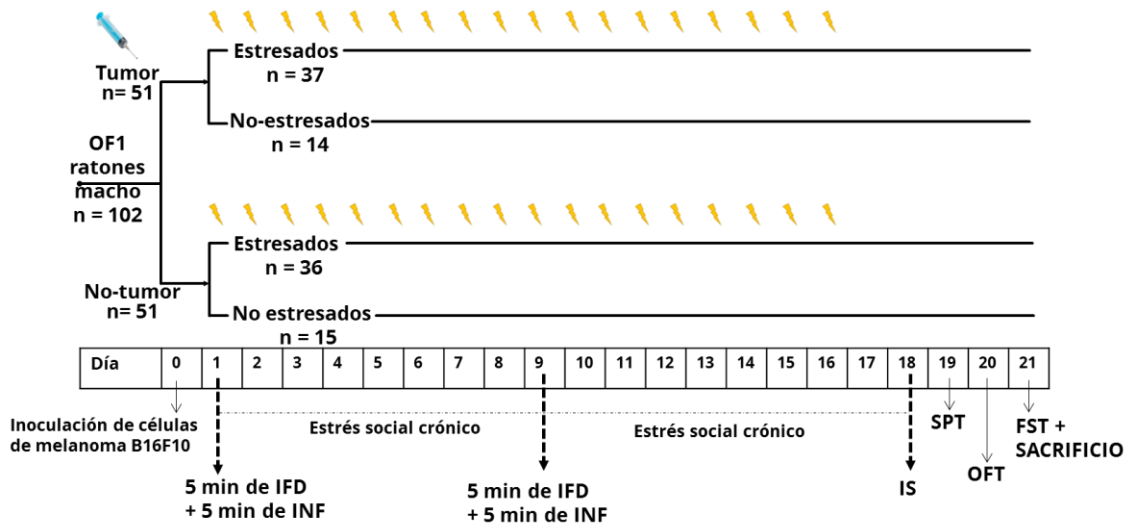 Estresados
n = 37
Tumor
n= 51
No-estresados
n = 14
OF1
ratones
macho
n = 102
Estresados
n = 36
No-tumor
n= 51
No estresados
n = 15
Día 0 1 2 3 4 5 6 7 8 9 10 11 12 13 14 15 16 17 18 19 20 21
Inoculación de células
de melanoma B16F10
Estrés social crónico
Estrés social crónico
SPT
FST +
SACRIFICIO
OFT
5 min de IFD
+ 5 min de INF
5 min de IFD
+ 5 min de INF
IS